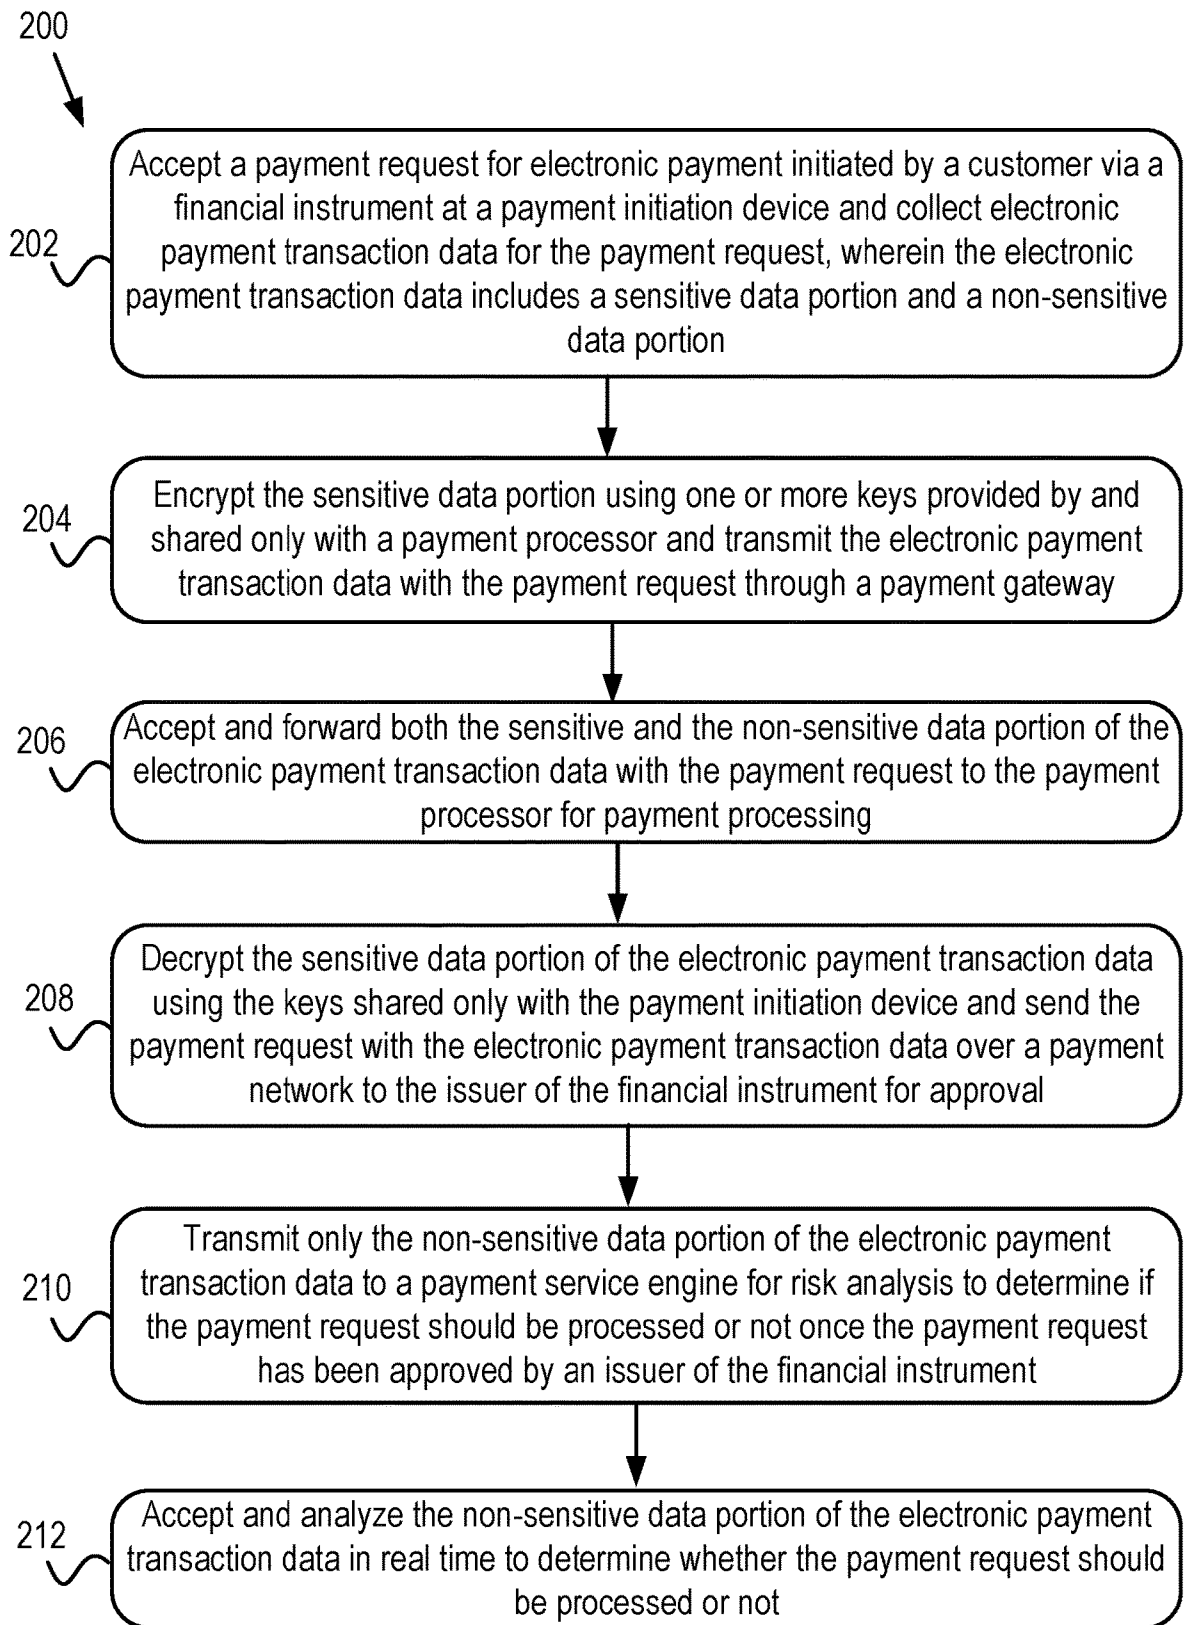 200
Accept a payment request for electronic payment initiated by a customer via a
financial instrument at a payment initiation device and collect electronic
payment transaction data for the payment request, wherein the electronic
payment transaction data includes a sensitive data portion and a non-sensitive
data portion
202
Encrypt the sensitive data portion using one or more keys provided by and
shared only with a payment processor and transmit the electronic payment
transaction data with the payment request through a payment gateway
204
Accept and forward both the sensitive and the non-sensitive data portion of the
electronic payment transaction data with the payment request to the payment
processor for payment processing
206
Decrypt the sensitive data portion of the electronic payment transaction data
using the keys shared only with the payment initiation device and send the
payment request with the electronic payment transaction data over a payment
network to the issuer of the financial instrument for approval
208
Transmit only the non-sensitive data portion of the electronic payment
transaction data to a payment service engine for risk analysis to determine if
the payment request should be processed or not once the payment request
has been approved by an issuer of the financial instrument
210
Accept and analyze the non-sensitive data portion of the electronic payment
transaction data in real time to determine whether the payment request should
be processed or not
212